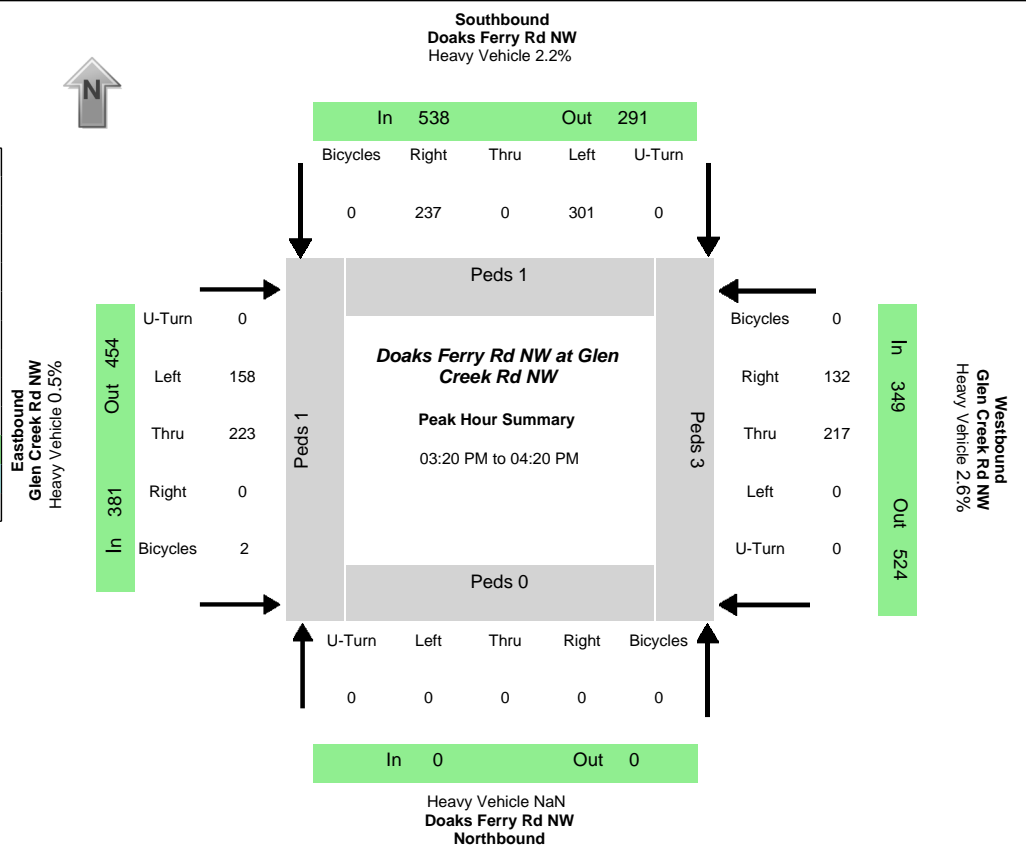 Southbound
Doaks Ferry Rd NW
Heavy Vehicle 2.2%
N
In 538 Out 291
Bicycles Right Thru Left U-Turn
0 237 0 301 0
Peds 1
Eastbound
Glen Creek Rd NW
Heavy Vehicle 0.5%
In 381 Out 454
U-Turn 0
Left 158
Thru 223
Right 0
Bicycles 2
Peds 1
Doaks Ferry Rd NW at Glen
Creek Rd NW
Peak Hour Summary
03:20 PM to 04:20 PM
Peds 3
Bicycles 0
Right 132
Thru 217
Left 0
U-Turn 0
In 349 Out 524
Westbound
Glen Creek Rd NW
Heavy Vehicle 2.6%
Peds 0
U-Turn Left Thru Right Bicycles
0 0 0 0 0
In 0 Out 0
Heavy Vehicle NaN
Doaks Ferry Rd NW
Northbound